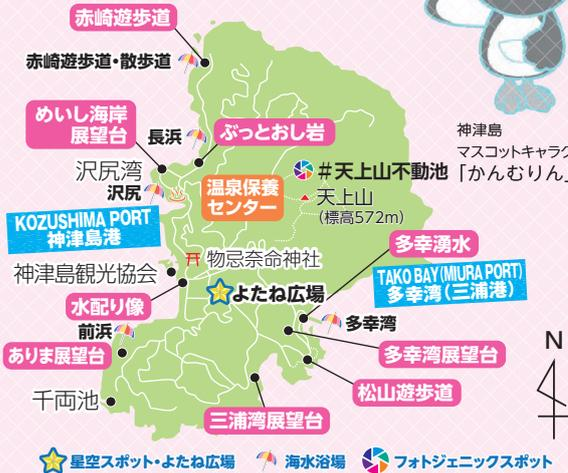 赤崎遊歩道
赤崎遊歩道・散歩道
めいし海岸
展望台
長浜
ぶっとおし岩
神津島
マスコットキャラク
「かんむりん」
沢尻湾
沢尻
温泉保養
センター
#天上山不動池
天上山
(標高572m)
KOZUSHIMA PORT
神津島港
多幸湧水
物忌奈命神社
TAKO BAY(MIURA PORT)
多幸湾(三浦港)
神津島観光協会
よたね広場
水配り像
前浜
多幸湾
ありま展望台
多幸湾展望台
N
松山遊歩道
千両池
三浦湾展望台
星空スポット・よたね広場 海水浴場 フォトジェニックスポット